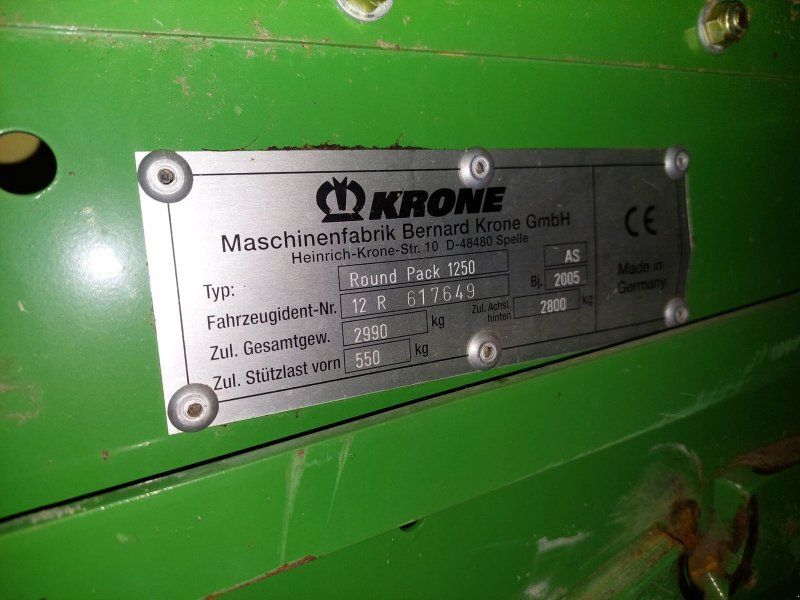 KRONE
Maschinenfabrik Bernard Krone GmbH
Heinrich-Krone-Str. 10 D-48480 Spelle
Typ: Round Pack 1250 AS
Fahrzeugident-Nr. 12 R 617649 Bj. 2005
Zul. Gesamtgew. 2990 kg Zul. Achsl. hinten 2800 kg
Zul. Stützlast vorn 550 kg
CE
Made in
Germany